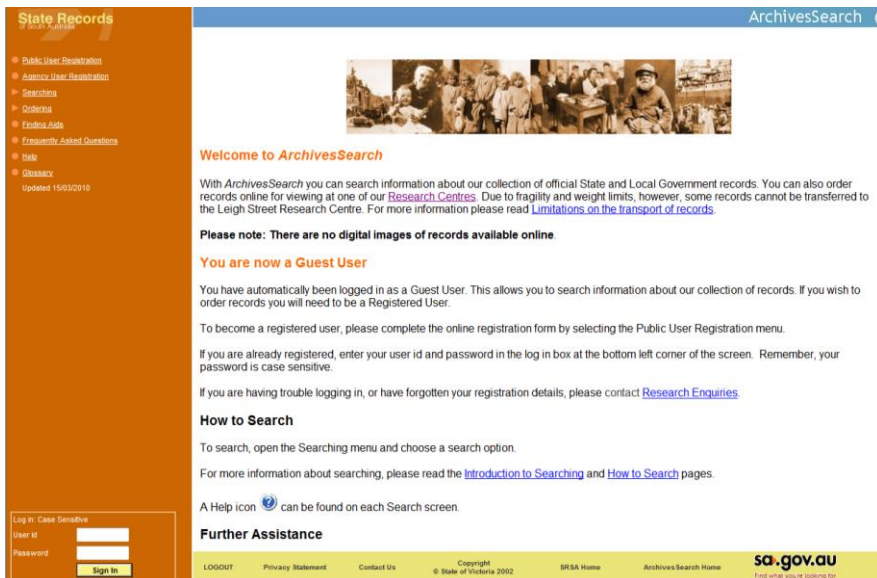 State Records
of South Australia
ArchivesSearch
Public User Registration
Agency User Registration
Searching
Ordering
Finding Aids
Frequently Asked Questions
Help
Glossary
Updated 15/03/2010
Welcome to ArchivesSearch
With ArchivesSearch you can search information about our collection of official State and Local Government records. You can also order
records online for viewing at one of our Research Centres. Due to fragility and weight limits, however, some records cannot be transferred to
the Leigh Street Research Centre. For more information please read Limitations on the transport of records.
Please note: There are no digital images of records available online.
You are now a Guest User
You have automatically been logged in as a Guest User. This allows you to search information about our collection of records. If you wish to
order records you will need to be a Registered User.
To become a registered user, please complete the online registration form by selecting the Public User Registration menu.
If you are already registered, enter your user id and password in the log in box at the bottom left corner of the screen. Remember, your
password is case sensitive.
If you are having trouble logging in, or have forgotten your registration details, please contact Research Enquiries.
How to Search
To search, open the Searching menu and choose a search option.
For more information about searching, please read the Introduction to Searching and How to Search pages.
A Help icon ? can be found on each Search screen.
Further Assistance
Log in: Case Sensitive
User Id
Password
Sign In
LOGOUT
Privacy Statement
Contact Us
Copyright
© State of Victoria 2002
SRSA Home
ArchivesSearch Home
sa.gov.au
Find what you're looking for